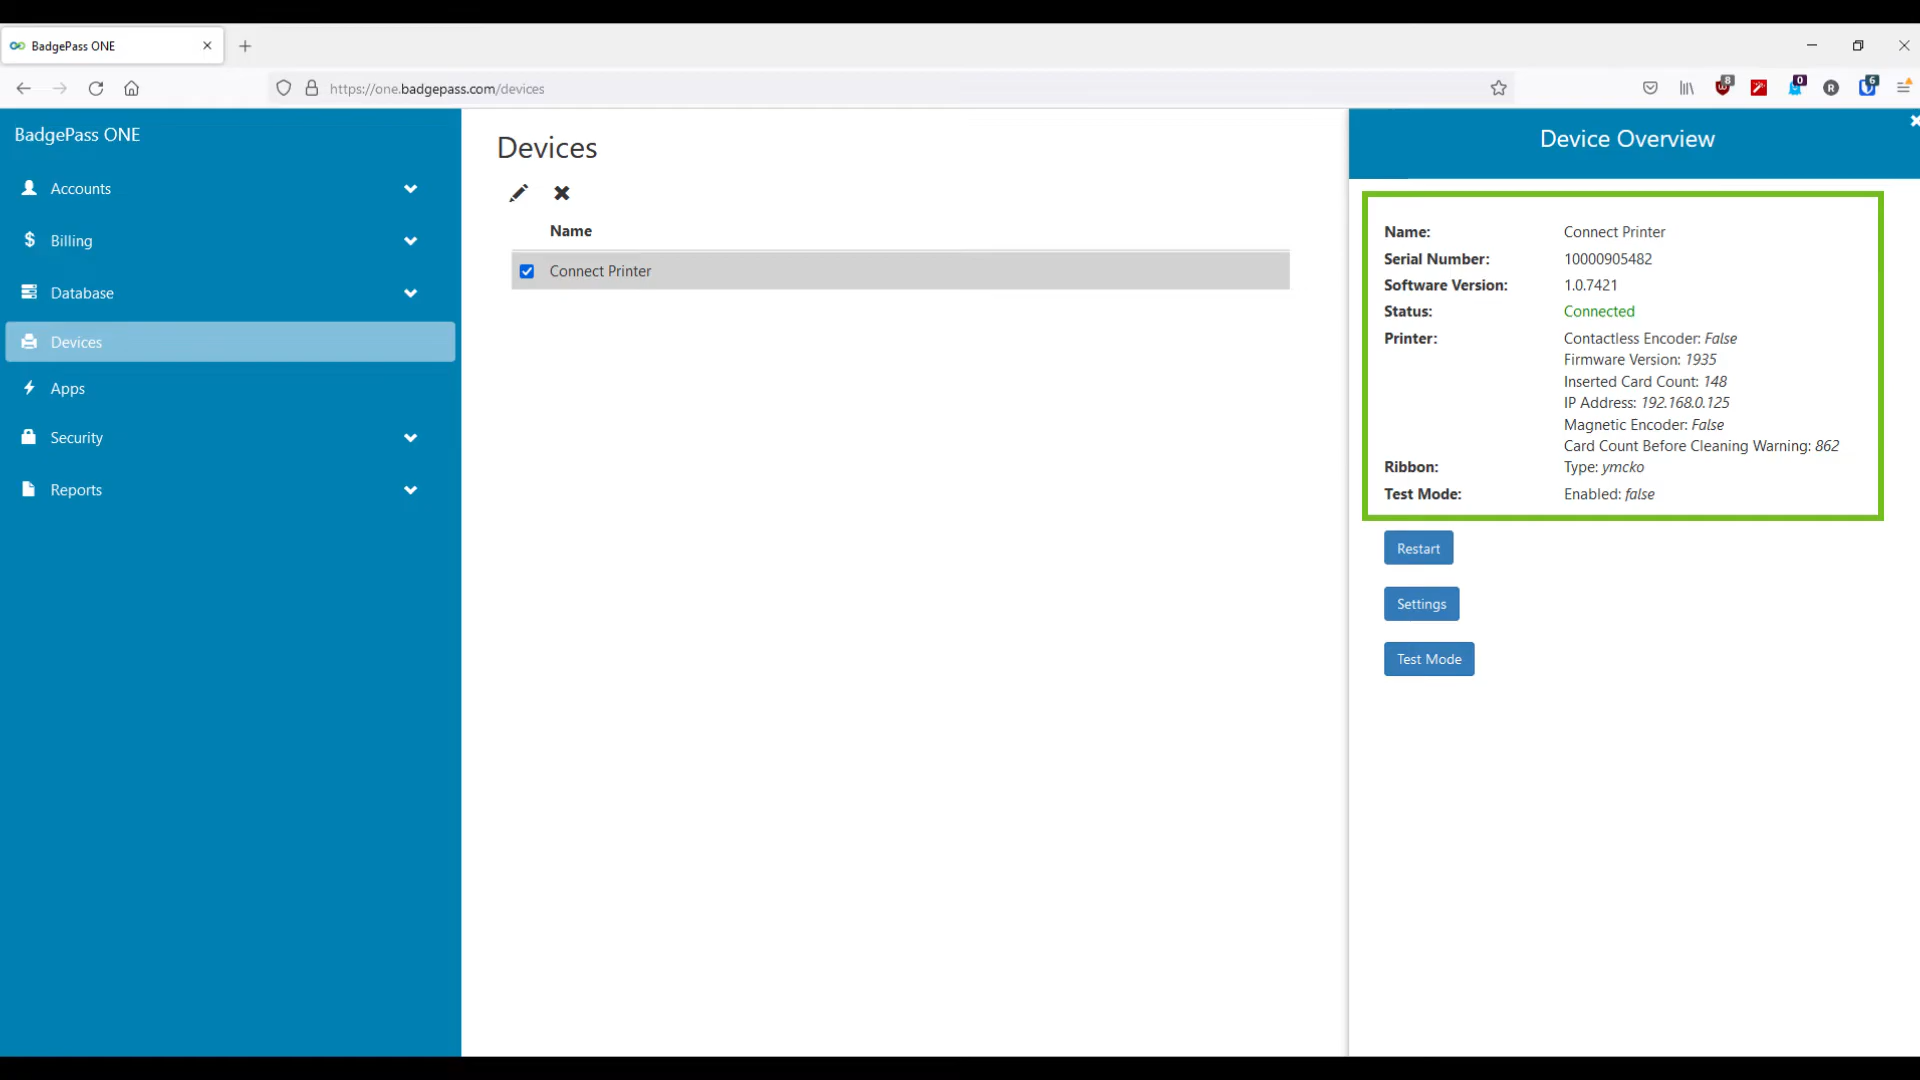 BadgePass ONE
https://one.badgepass.com/devices
8
0
R
6
BadgePass ONE
Accounts
Billing
Database
Devices
Apps
Security
Reports
Devices
Name
Connect Printer
Device Overview
Name: Connect Printer
Serial Number: 10000905482
Software Version: 1.0.7421
Status: Connected
Printer: Contactless Encoder: False
Firmware Version: 1935
Inserted Card Count: 148
IP Address: 192.168.0.125
Magnetic Encoder: False
Card Count Before Cleaning Warning: 862
Ribbon: Type: ymcko
Test Mode: Enabled: false
Restart
Settings
Test Mode